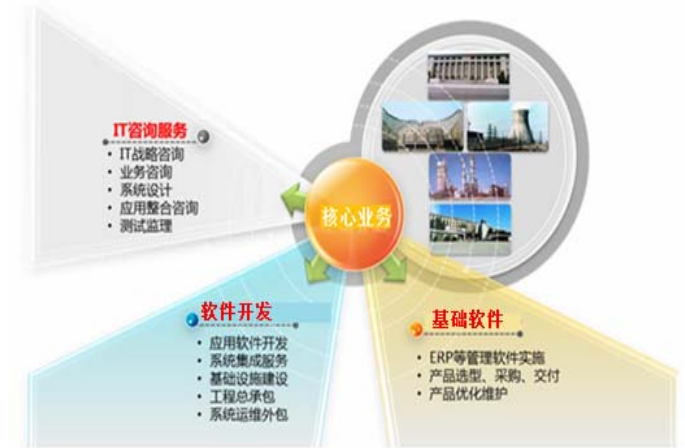 IT咨询服务
• IT战略咨询
• 业务咨询
• 系统设计
• 应用整合咨询
• 测试监理
核心业务
软件开发
• 应用软件开发
• 系统集成服务
• 基础设施建设
• 工程总承包
• 系统运维外包
基础软件
• ERP等管理软件实施
• 产品选型、采购、交付
• 产品优化维护